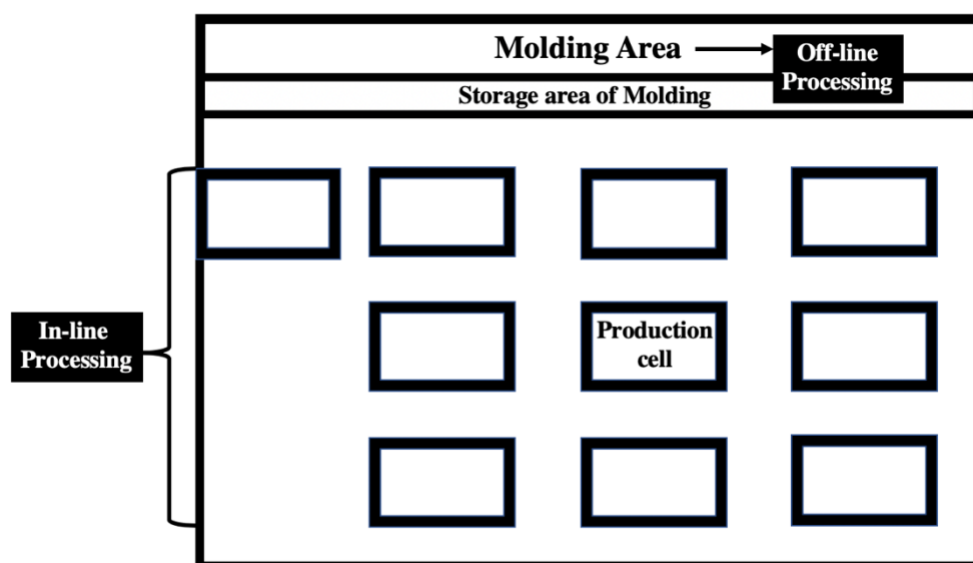 Molding Area
Off-line
Processing
Storage area of Molding
In-line
Processing
Production
cell